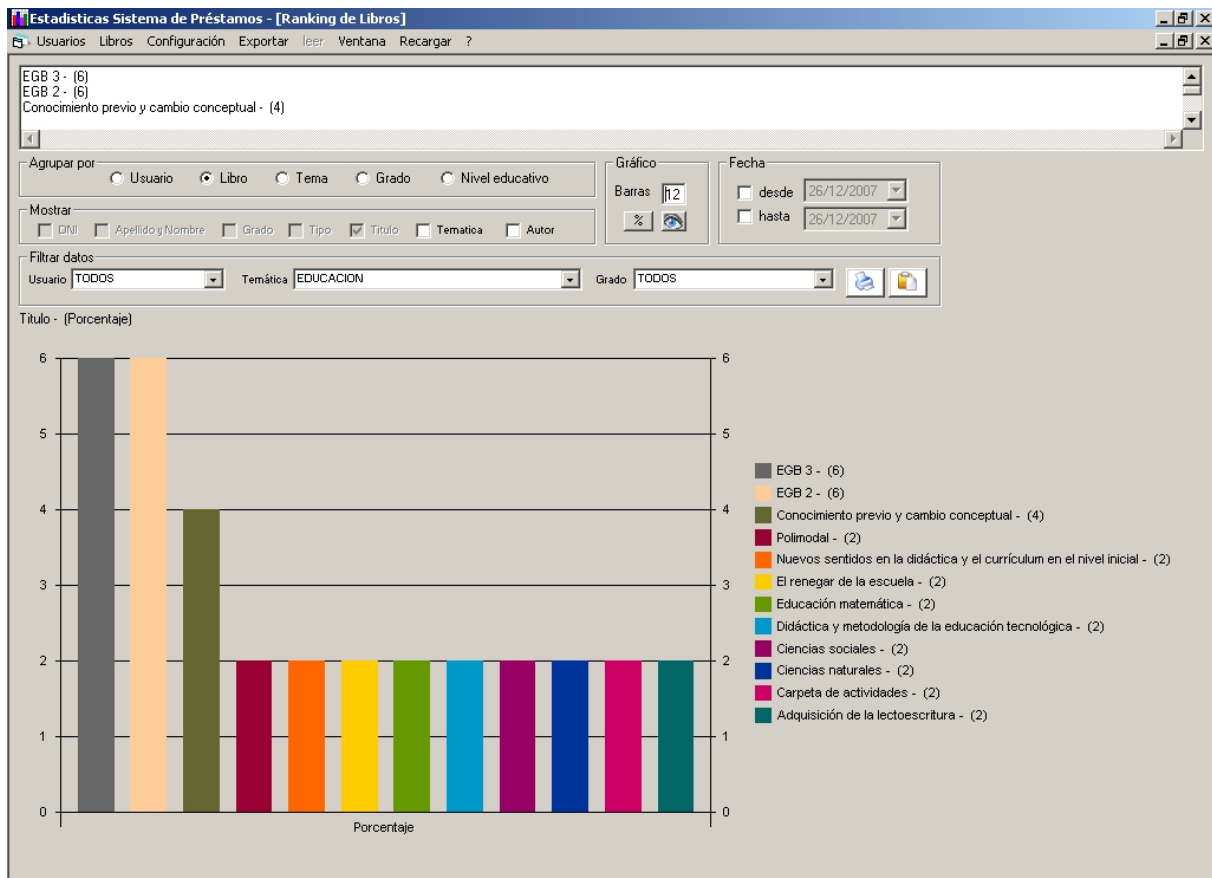 Estadisticas Sistema de Préstamos - [Ranking de Libros]
Usuarios Libros Configuración Exportar leer Ventana Recargar ?
EGB 3 - (6)
EGB 2 - (6)
Conocimiento previo y cambio conceptual - (4)
Agrupar por
Usuario Libro Tema Grado Nivel educativo
Mostrar
DNI Apellido y Nombre Grado Tipo Titulo Tematica Autor
Gráfico
Barras 12
%
Fecha
desde 26/12/2007
hasta 26/12/2007
Filtrar datos
Usuario TODOS Temática EDUCACION Grado TODOS
Titulo - (Porcentaje)
6 6
5 5
4 4
3 3
2 2
1 1
0 0
Porcentaje
EGB 3 - (6)
EGB 2 - (6)
Conocimiento previo y cambio conceptual - (4)
Polimodal - (2)
Nuevos sentidos en la didáctica y el currículum en el nivel inicial - (2)
El renegar de la escuela - (2)
Educación matemática - (2)
Didáctica y metodología de la educación tecnológica - (2)
Ciencias sociales - (2)
Ciencias naturales - (2)
Carpeta de actividades - (2)
Adquisición de la lectoescritura - (2)